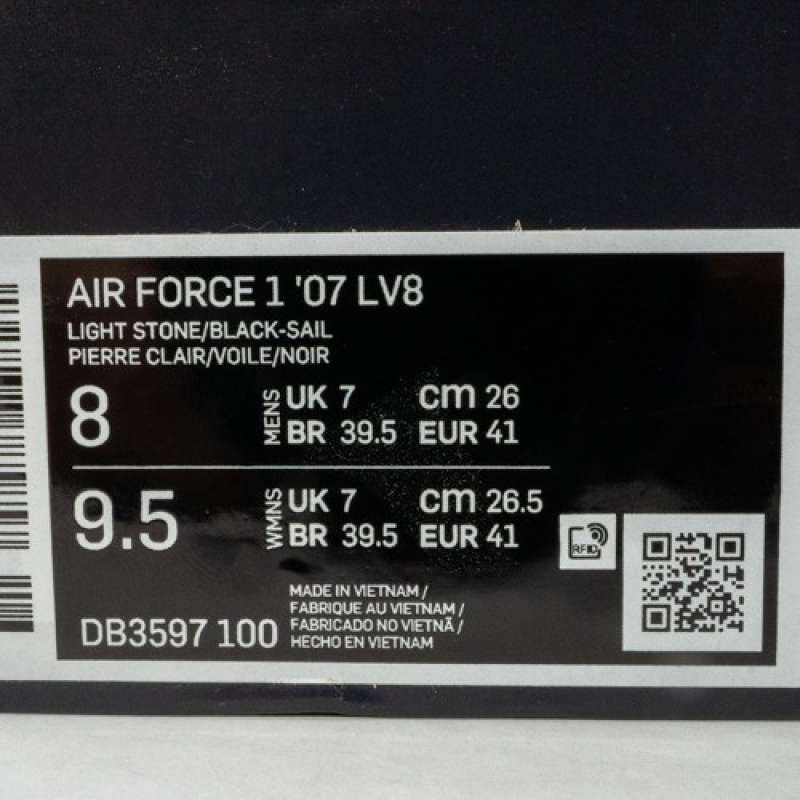 AIR FORCE 1 '07 LV8
LIGHT STONE/BLACK-SAIL
PIERRE CLAIR/VOILE/NOIR
8 MENS UK 7 CM 26
BR 39.5 EUR 41
9.5 WMNS UK 7 CM 26.5
BR 39.5 EUR 41
RFID
DB3597 100
MADE IN VIETNAM /
FABRIQUE AU VIETNAM /
FABRICADO NO VIETNÃ /
HECHO EN VIETNAM